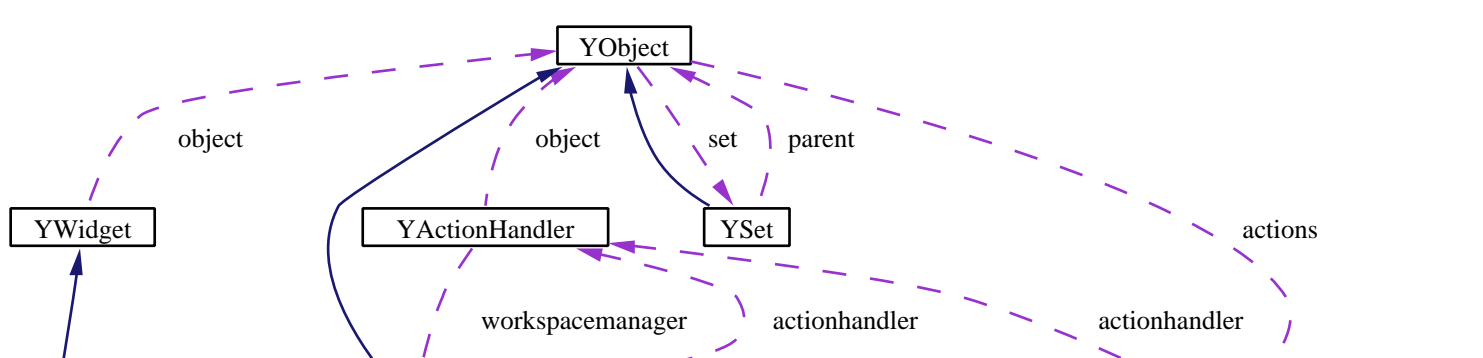 YObject
object
object
set
parent
YWidget
YActionHandler
YSet
actions
workspacemanager
actionhandler
actionhandler